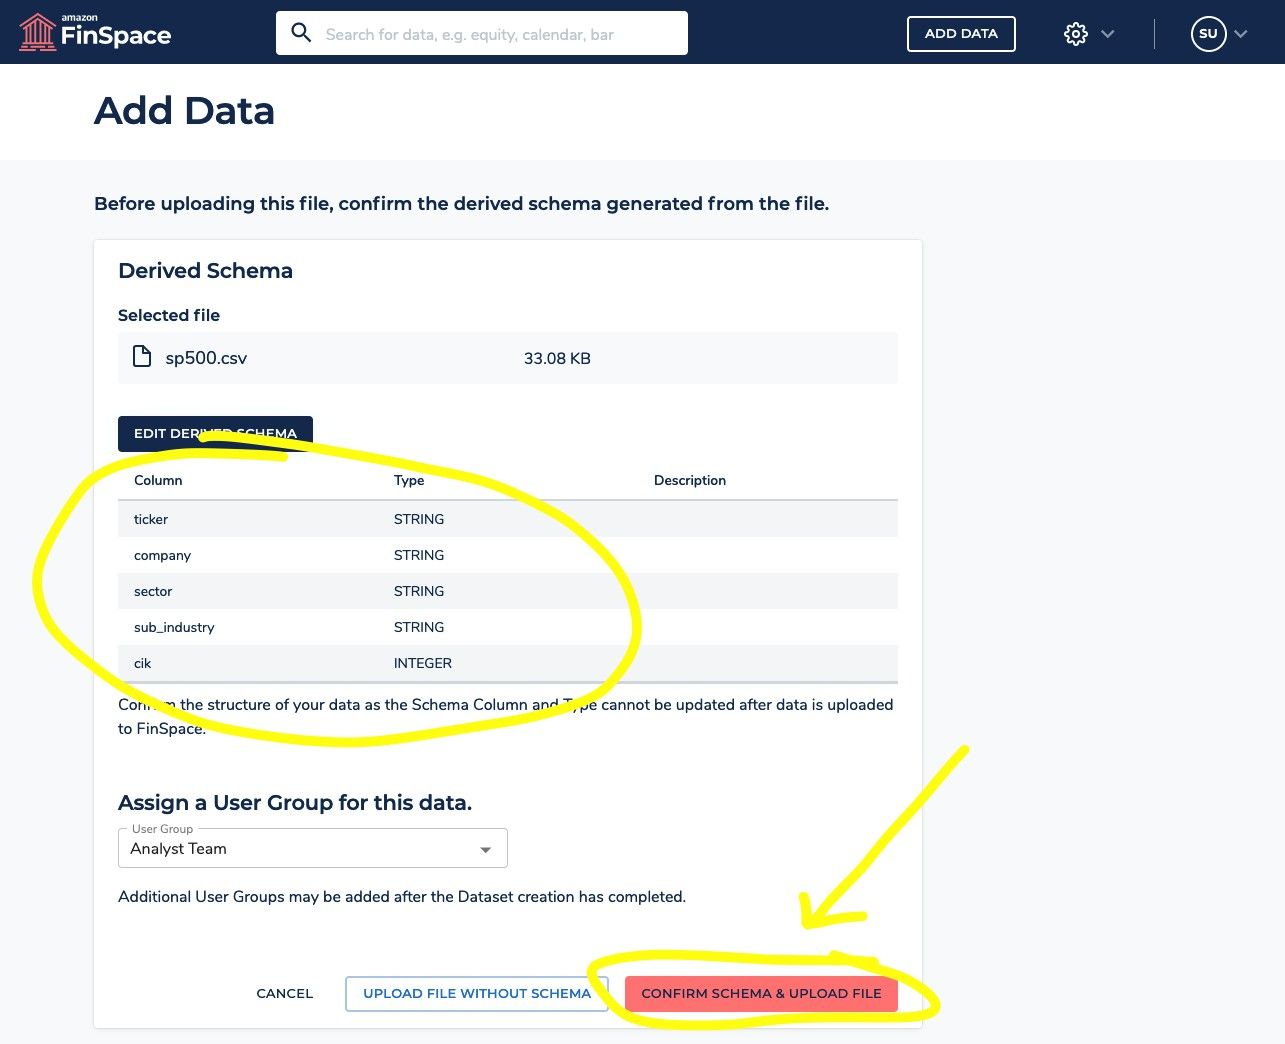 amazon
FinSpace
Search for data, e.g. equity, calendar, bar
ADD DATA
SU
Add Data
Before uploading this file, confirm the derived schema generated from the file.
Derived Schema
Selected file
sp500.csv 33.08 KB
EDIT DERIVED SCHEMA
Column Type Description
ticker STRING
company STRING
sector STRING
sub_industry STRING
cik INTEGER
Confirm the structure of your data as the Schema Column and Type cannot be updated after data is uploaded
to FinSpace.
Assign a User Group for this data.
User Group
Analyst Team
Additional User Groups may be added after the Dataset creation has completed.
CANCEL UPLOAD FILE WITHOUT SCHEMA CONFIRM SCHEMA & UPLOAD FILE